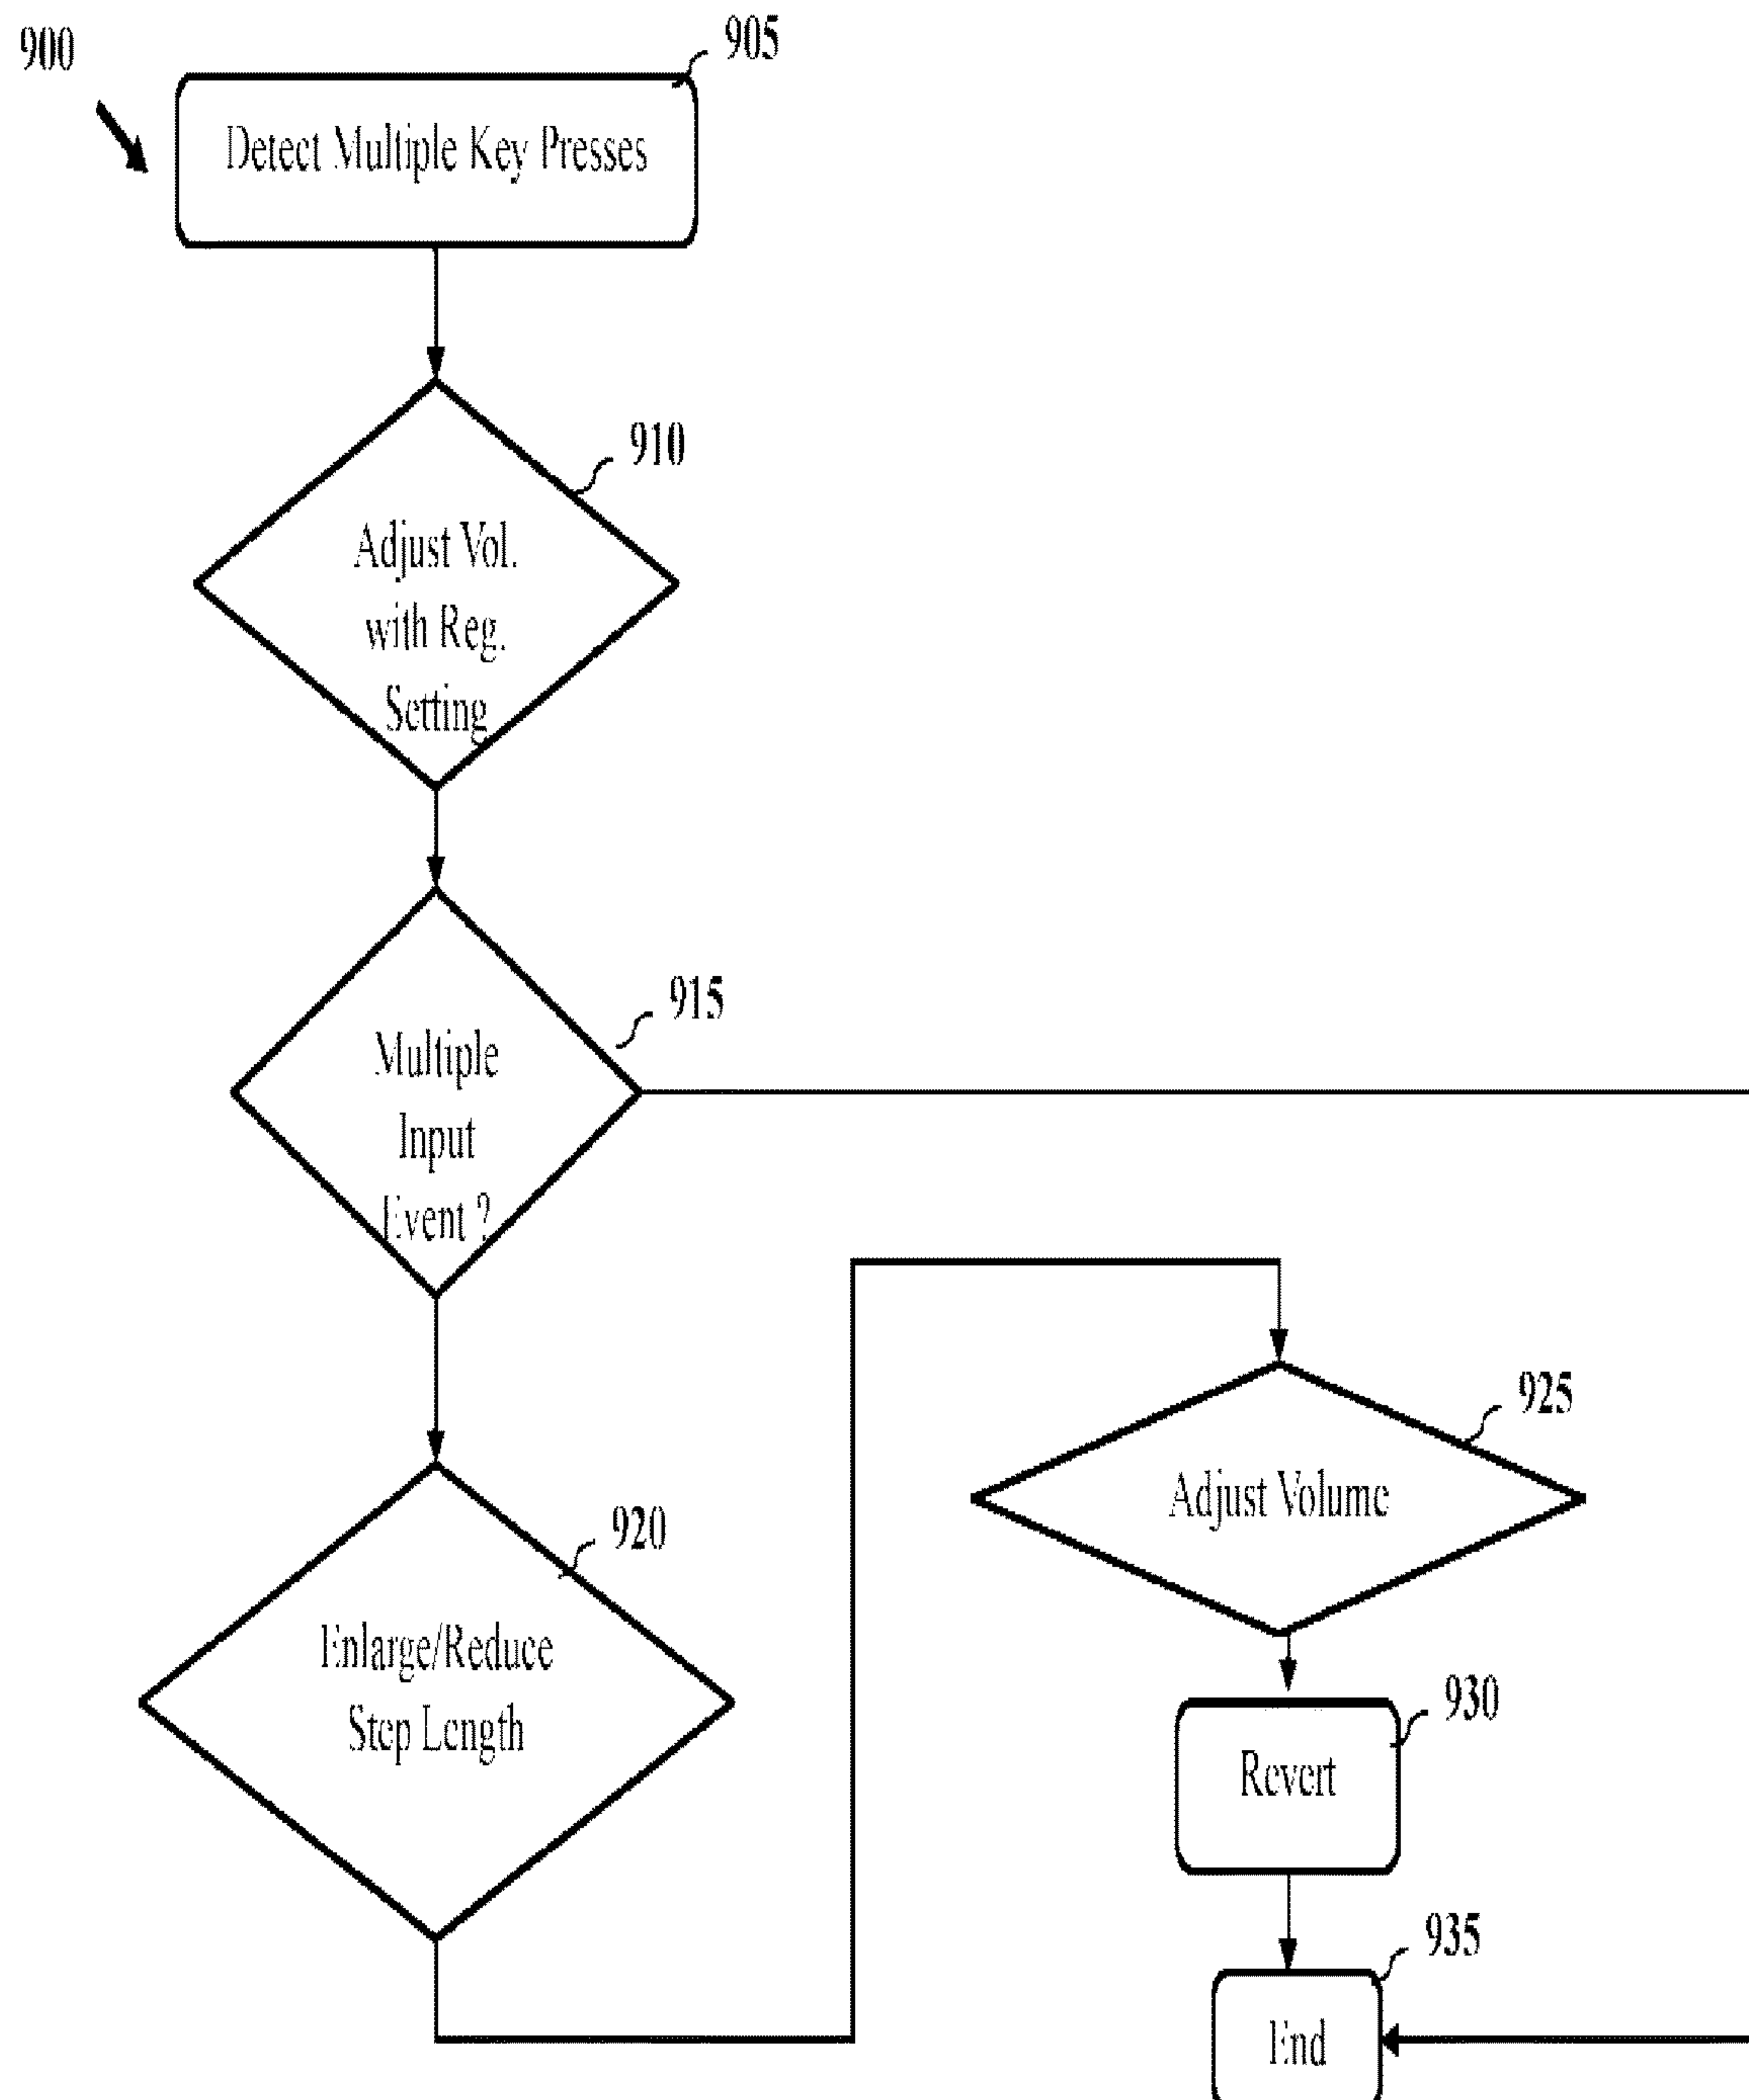 900
905
Detect Multiple Key Presses
910
Adjust Vol.
with Reg.
Setting
915
Multiple
Input
Event ?
920
Enlarge/Reduce
Step Length
925
Adjust Volume
930
Revert
935
End